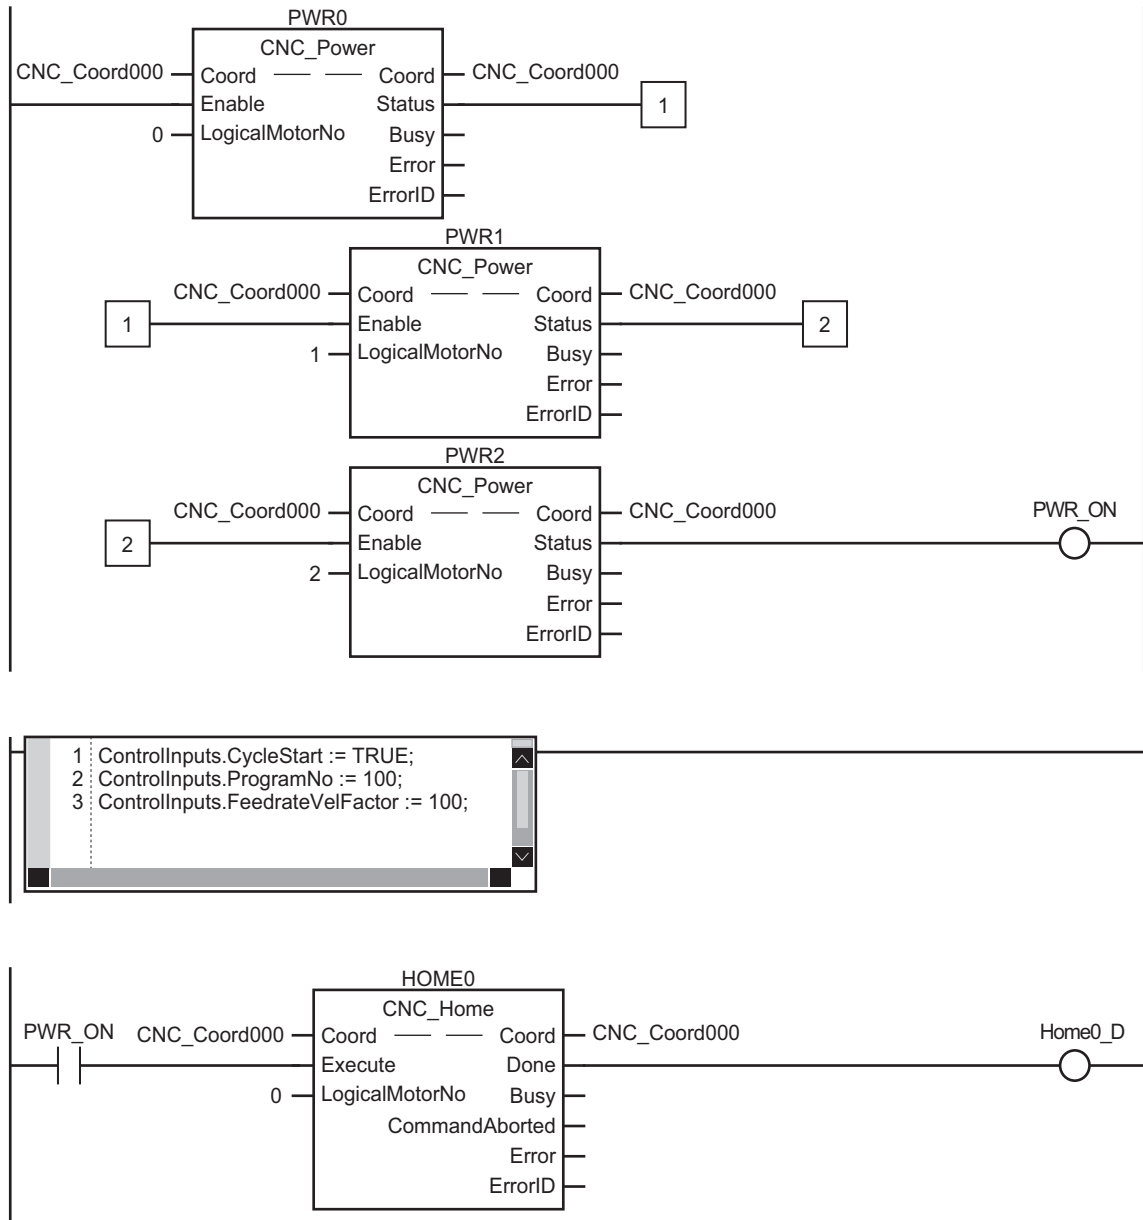 PWR0
CNC_Power
CNC_Coord000 Coord Coord CNC_Coord000
Enable Status 1
0 LogicalMotorNo Busy
Error
ErrorID
PWR1
CNC_Power
CNC_Coord000 Coord Coord CNC_Coord000
1 Enable Status 2
1 LogicalMotorNo Busy
Error
ErrorID
PWR2
CNC_Power
CNC_Coord000 Coord Coord CNC_Coord000 PWR_ON
2 Enable Status
2 LogicalMotorNo Busy
Error
ErrorID
1 ControlInputs.CycleStart := TRUE;
2 ControlInputs.ProgramNo := 100;
3 ControlInputs.FeedrateVelFactor := 100;
HOME0
CNC_Home
PWR_ON CNC_Coord000 Coord Coord CNC_Coord000 Home0_D
Execute Done
0 LogicalMotorNo Busy
CommandAborted
Error
ErrorID